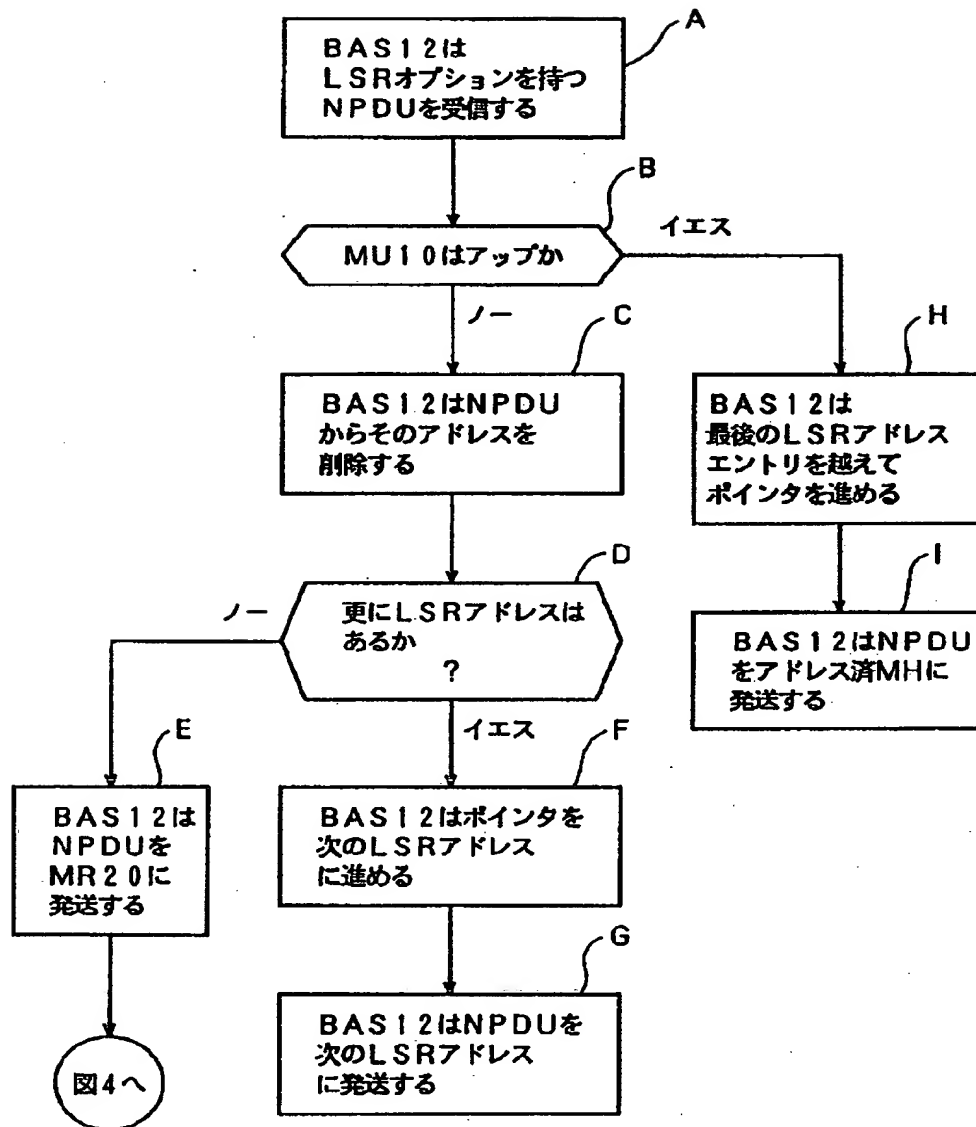 A
BAS12は
LSRオプションを持つ
NPDUを受信する
B
MU10はアップか
イエス
ノー
C
BAS12はNPDU
からそのアドレスを
削除する
H
BAS12は
最後のLSRアドレス
エントリを越えて
ポインタを進める
D
更にLSRアドレスは
あるか
?
ノー
イエス
I
BAS12はNPDU
をアドレス済MHに
発送する
E
BAS12は
NPDUを
MR20に
発送する
F
BAS12はポインタを
次のLSRアドレス
に進める
G
BAS12はNPDUを
次のLSRアドレス
に発送する
図4へ